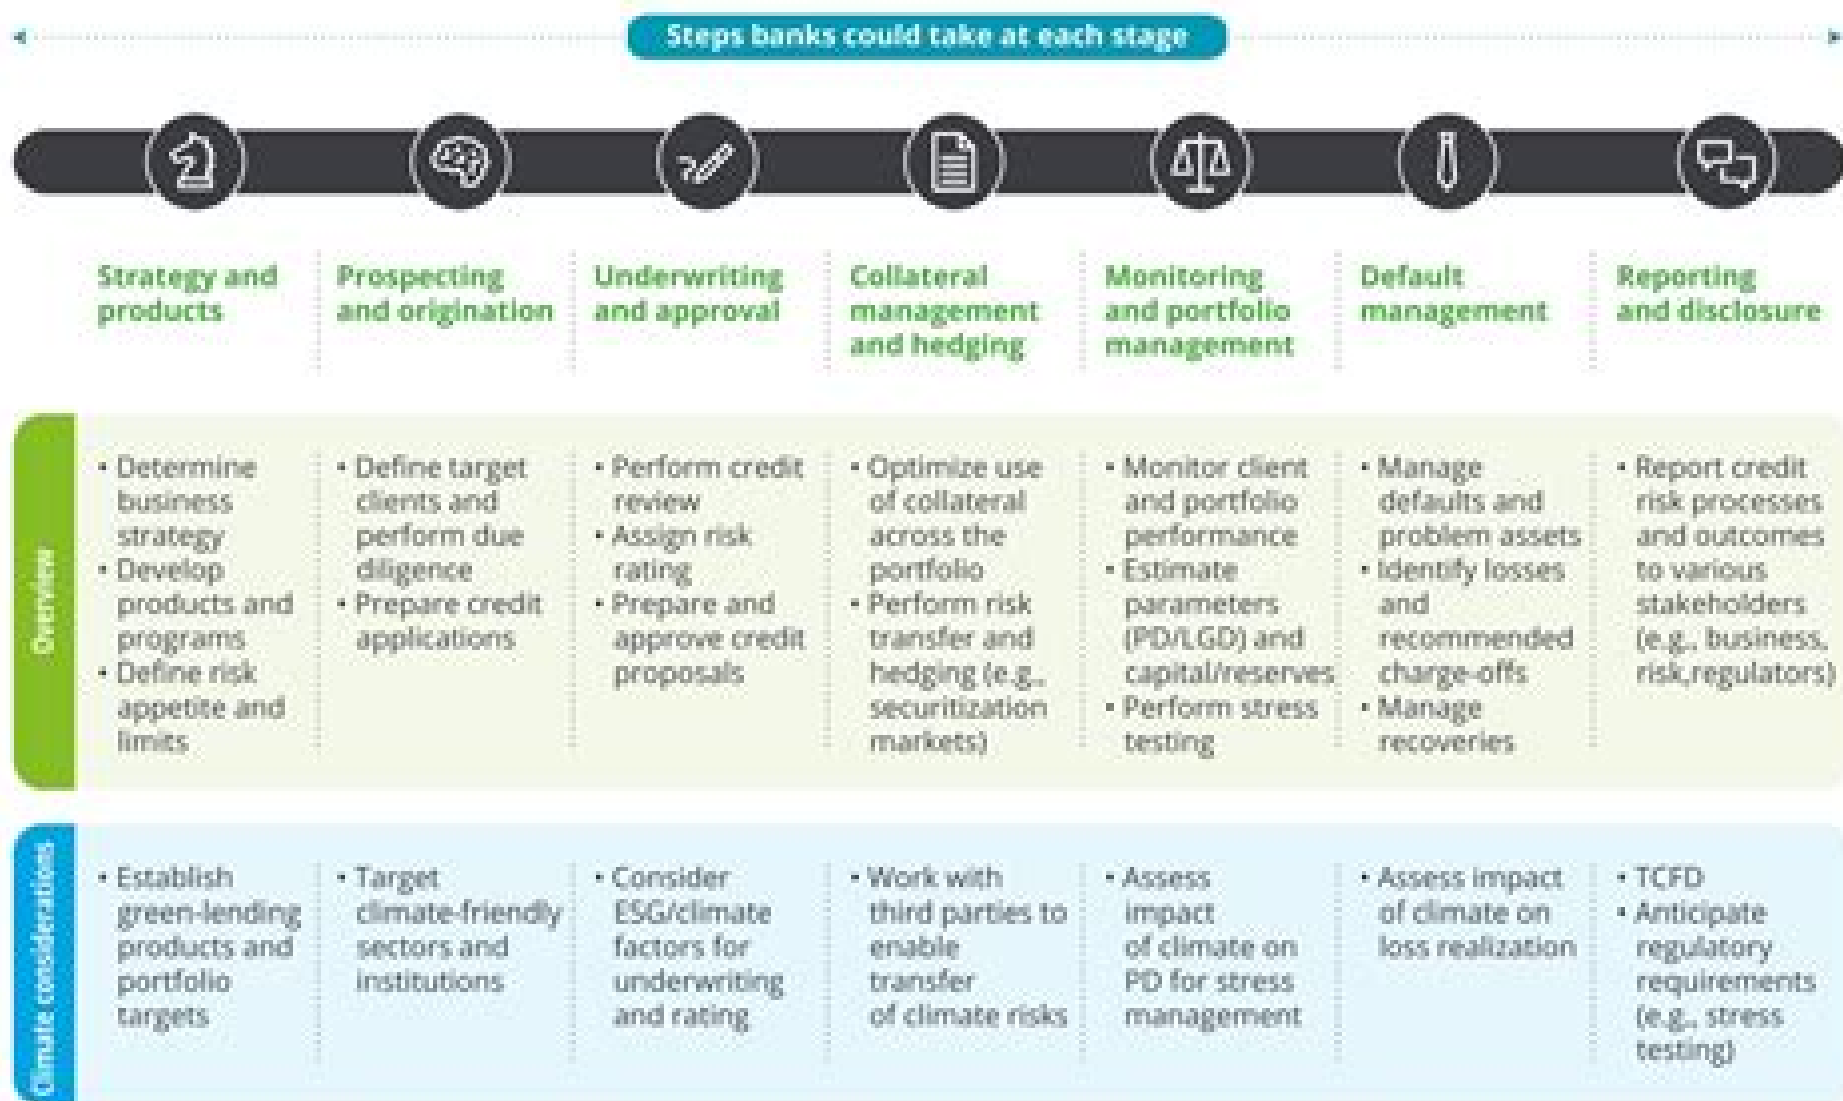 Steps banks could take at each stage
Strategy and
products
Prospecting
and origination
Underwriting
and approval
Collateral
management
and hedging
Monitoring
and portfolio
management
Default
management
Reporting
and disclosure
Overview
• Determine
business
strategy
• Develop
products and
programs
• Define risk
appetite and
limits
• Define target
clients and
perform due
diligence
• Prepare credit
applications
• Perform credit
review
• Assign risk
rating
• Prepare and
approve credit
proposals
• Optimize use
of collateral
across the
portfolio
• Perform risk
transfer and
hedging (e.g.,
securitization
markets)
• Monitor client
and portfolio
performance
• Estimate
parameters
(PD/LGD) and
capital/reserves
• Perform stress
testing
• Manage
defaults and
problem assets
• Identify losses
and
recommended
charge-offs
• Manage
recoveries
• Report credit
risk processes
and outcomes
to various
stakeholders
(e.g., business,
risk,regulators)
Climate considerations
• Establish
green-lending
products and
portfolio
targets
• Target
climate-friendly
sectors and
institutions
• Consider
ESG/climate
factors for
underwriting
and rating
• Work with
third parties to
enable
transfer
of climate risks
• Assess
impact
of climate on
PD for stress
management
• Assess impact
of climate on
loss realization
• TCFD
• Anticipate
regulatory
requirements
(e.g., stress
testing)